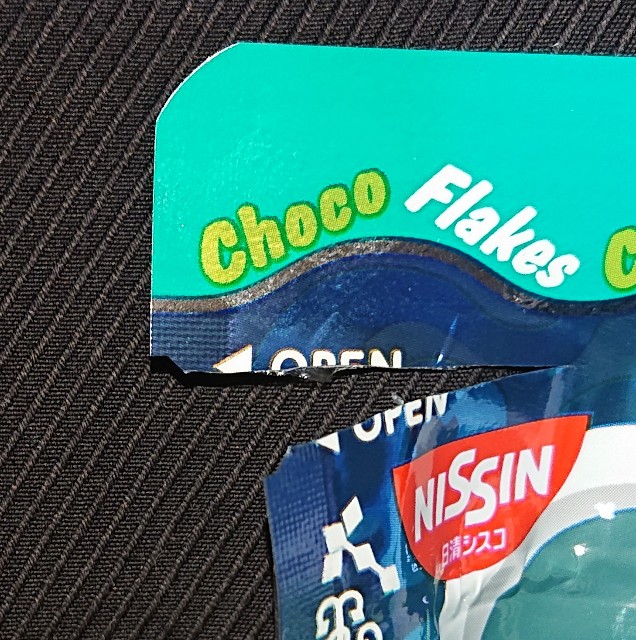 Choco Flakes
OPEN
OPEN
NISSIN
日清シスコ